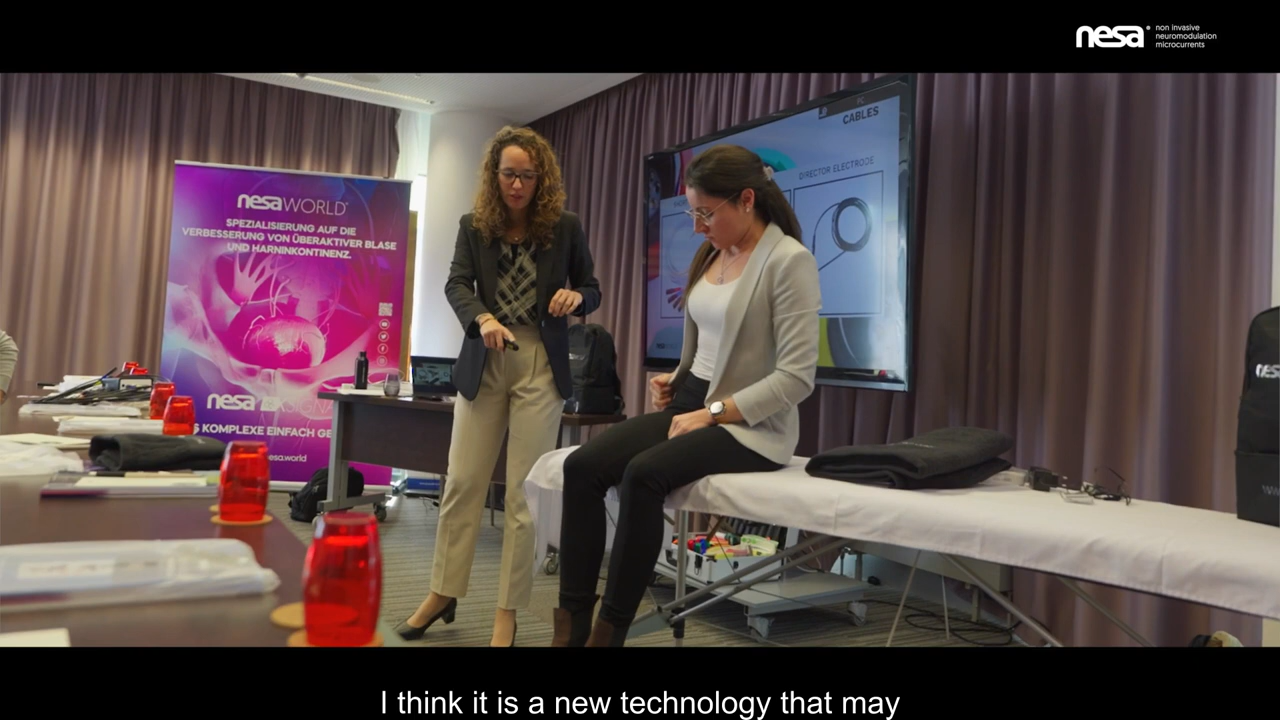 nesa®
non invasive
neuromodulation
microcurrents
CABLES
DIRECTOR ELECTRODE
nesaWORLD®
SPEZIALISIERUNG AUF DIE
VERBESSERUNG VON ÜBERAKTIVER BLASE
UND HARNINKONTINENZ.
nesa
KOMPLEXE EINFACH
nesa.world
nesa
I think it is a new technology that may